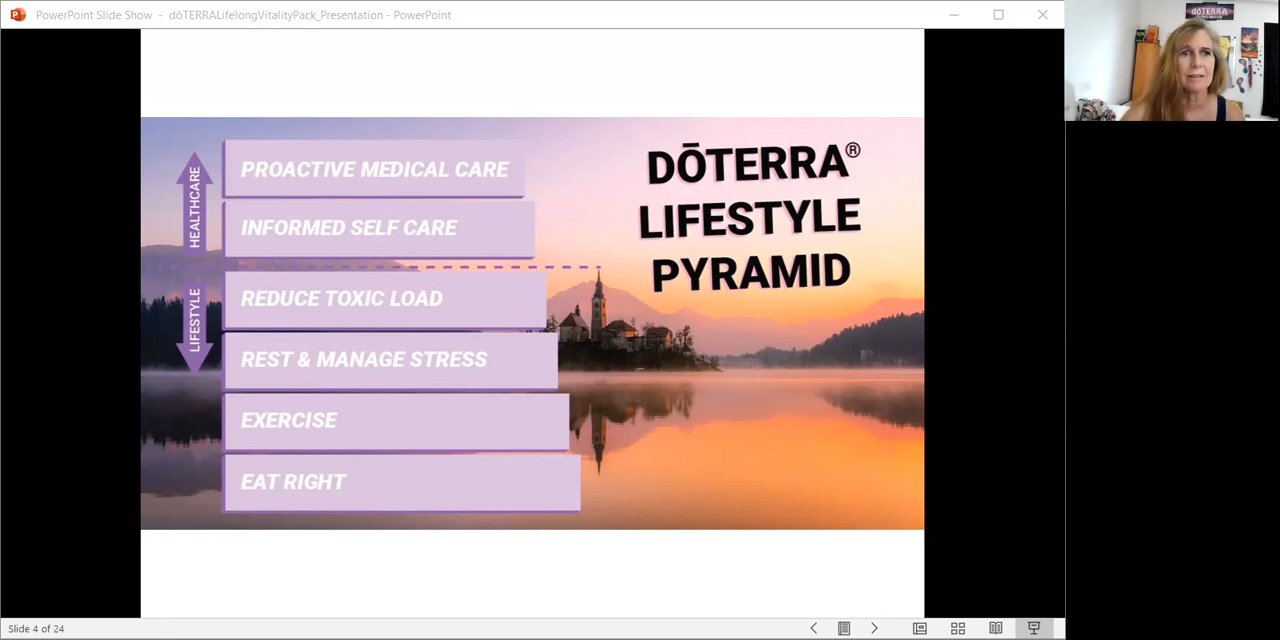 PowerPoint Slide Show - dōTERRALifelongVitalityPack_Presentation - PowerPoint
dōTERRA
DŌTERRA®
LIFESTYLE
PYRAMID
HEALTHCARE
PROACTIVE MEDICAL CARE
INFORMED SELF CARE
LIFESTYLE
REDUCE TOXIC LOAD
REST & MANAGE STRESS
EXERCISE
EAT RIGHT
Slide 4 of 24